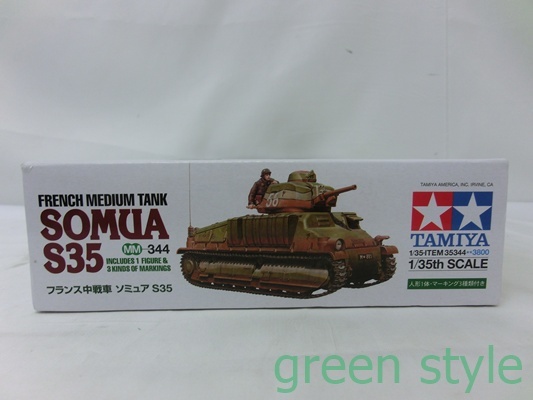 FRENCH MEDIUM TANK
SOMUA
S35
MM 344
INCLUDES 1 FIGURE &
3 KINDS OF MARKINGS
フランス中戦車 ソミュア S35
66
TAMIYA AMERICA, INC. IRVINE, CA
TAMIYA
1/35•ITEM 35344••3800
1/35th SCALE
人形1体・マーキング3種類付き
green style